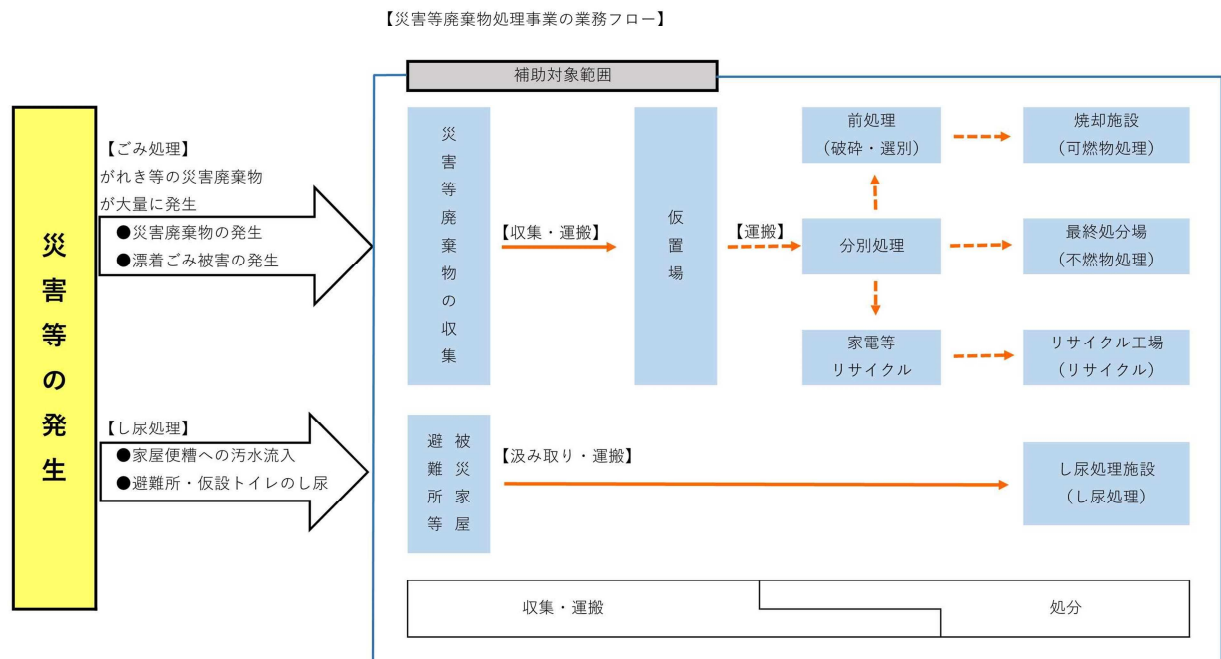 【災害等廃棄物処理事業の業務フロー】
補助対象範囲
災害等の発生
【ごみ処理】
がれき等の災害廃棄物
が大量に発生
●災害廃棄物の発生
●漂着ごみ被害の発生
災害等廃棄物の収集
【収集・運搬】
仮置場
【運搬】
前処理
(破砕・選別)
焼却施設
(可燃物処理)
分別処理
最終処分場
(不燃物処理)
家電等
リサイクル
リサイクル工場
(リサイクル)
【し尿処理】
●家屋便糟への汚水流入
●避難所・仮設トイレのし尿
被災家屋
避難所等
【汲み取り・運搬】
し尿処理施設
(し尿処理)
収集・運搬
処分